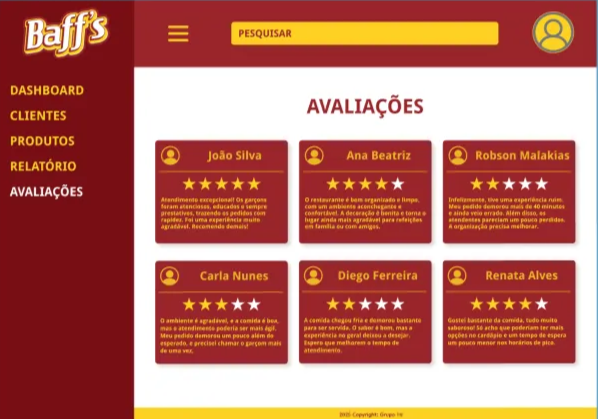 Baff's
PESQUISAR
DASHBOARD
CLIENTES
PRODUTOS
RELATÓRIO
AVALIAÇÕES
AVALIAÇÕES
João Silva
Atendimento excepcional! Os garçons
foram atenciosos, educados e sempre
prestativos, trazendo os pedidos com
rapidez. Foi uma experiência muito
agradável. Recomendo demais!
Ana Beatriz
O restaurante é bem organizado e limpo,
com um ambiente aconchegante e
confortável. A decoração é bonita e torna o
lugar ainda mais agradável para refeições
em família ou com amigos.
Robson Malakias
Infelizmente, tive uma experiência ruim.
Meu pedido demorou mais de 40 minutos
e ainda veio errado. Além disso, os
atendentes pareciam um pouco perdidos.
A organização precisa melhorar.
Carla Nunes
O ambiente é agradável, e a comida é boa,
mas o atendimento poderia ser mais ágil.
Meu pedido demorou um pouco além do
esperado, e precisei chamar o garçom mais
de uma vez.
Diego Ferreira
A comida chegou fria e demorou bastante
para ser servida. O sabor é bom, mas a
experiência no geral deixou a desejar.
Espero que melhorem o tempo de
atendimento.
Renata Alves
Gostei bastante da comida, tudo muito
saboroso! Só acho que poderiam ter mais
opções no cardápio e um tempo de espera
um pouco menor nos horários de pico.
Copyright: Grupo